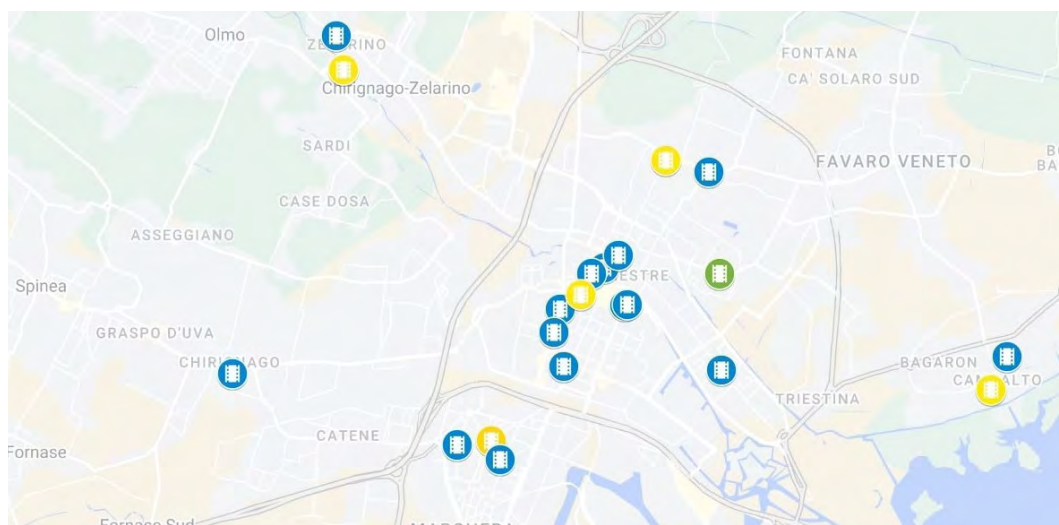 Olmo
FONTANA
CA' SOLARO SUD
Chirignago-Zelarino
SARDI
FAVARO VENETO
CASE DOSA
ASSEGGIANO
Spinea
GRASPO D'UVA
BAGARON
TRIESTINA
CATENE
Fornase